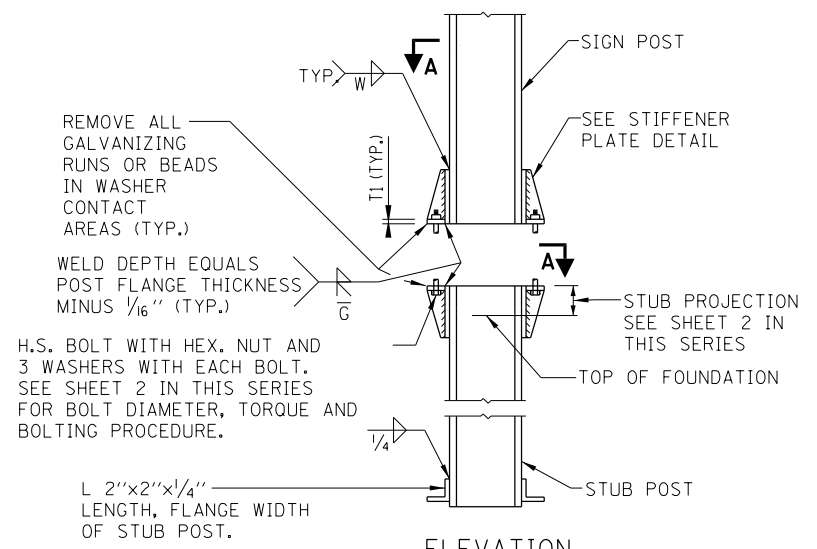 SIGN POST
A
TYP.
W
REMOVE ALL
GALVANIZING
RUNS OR BEADS
IN WASHER
CONTACT
AREAS (TYP.)
T1 (TYP.)
SEE STIFFENER
PLATE DETAIL
A
WELD DEPTH EQUALS
POST FLANGE THICKNESS
MINUS 1/16" (TYP.)
G
STUB PROJECTION
SEE SHEET 2 IN
THIS SERIES
H.S. BOLT WITH HEX. NUT AND
3 WASHERS WITH EACH BOLT.
SEE SHEET 2 IN THIS SERIES
FOR BOLT DIAMETER, TORQUE AND
BOLTING PROCEDURE.
TOP OF FOUNDATION
1/4
L 2"x2"x1/4"
LENGTH, FLANGE WIDTH
OF STUB POST.
STUB POST
ELEVATION